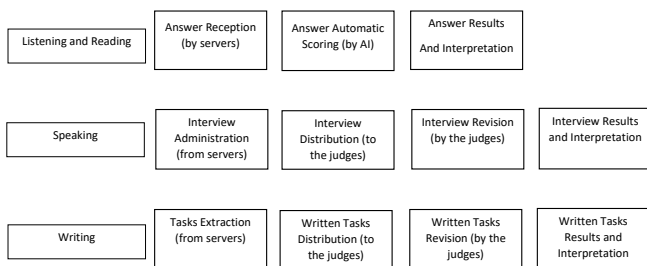 Listening and Reading
Answer Reception
(by servers)
Answer Automatic
Scoring (by AI)
Answer Results
And Interpretation
Speaking
Interview
Administration
(from servers)
Interview
Distribution (to
the judges)
Interview Revision
(by the judges)
Interview Results
and Interpretation
Writing
Tasks Extraction
(from servers)
Written Tasks
Distribution (to
the judges)
Written Tasks
Revision (by the
judges)
Written Tasks
Results and
Interpretation